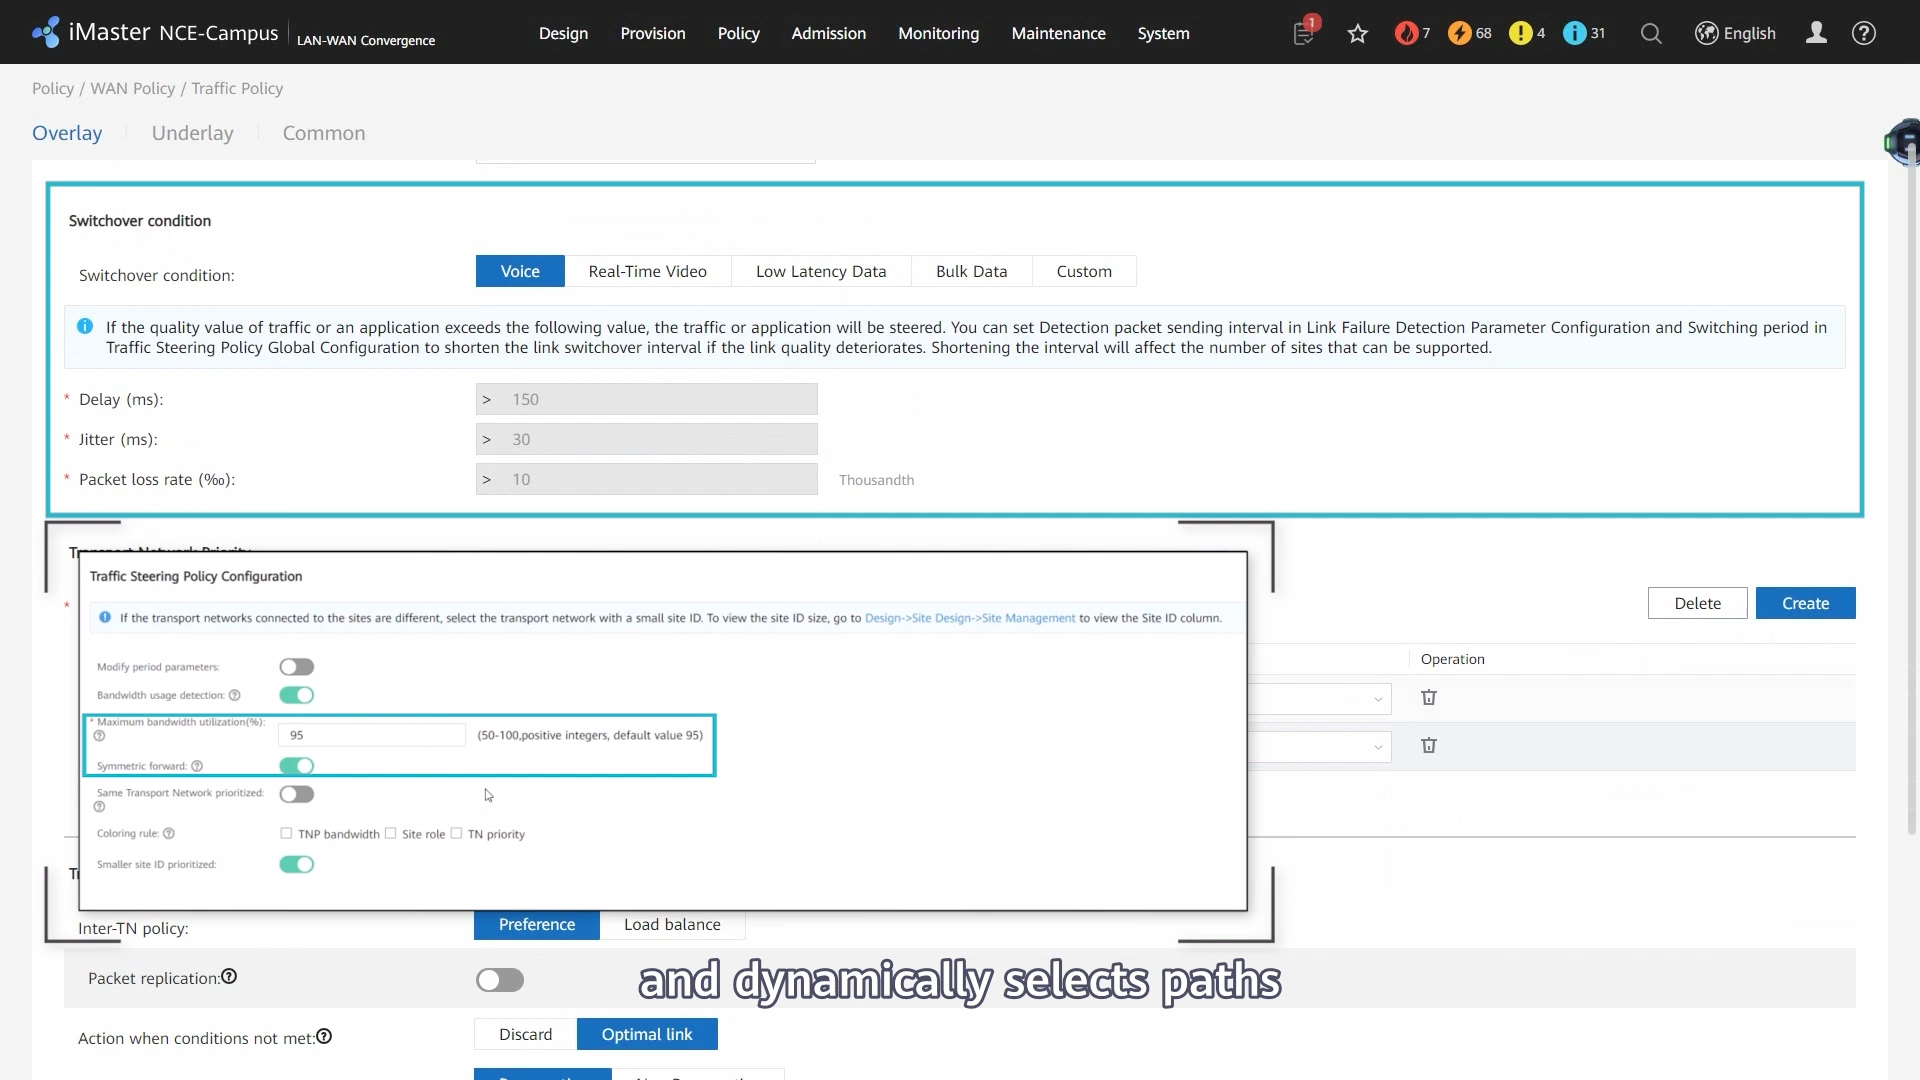 iMaster NCE-Campus LAN-WAN Convergence Design Provision Policy Admission Monitoring Maintenance System 1 7 68 4 31 English
Policy / WAN Policy / Traffic Policy
Overlay Underlay Common
Switchover condition
Switchover condition: Voice Real-Time Video Low Latency Data Bulk Data Custom
If the quality value of traffic or an application exceeds the following value, the traffic or application will be steered. You can set Detection packet sending interval in Link Failure Detection Parameter Configuration and Switching period in
Traffic Steering Policy Global Configuration to shorten the link switchover interval if the link quality deteriorates. Shortening the interval will affect the number of sites that can be supported.
* Delay (ms): > 150
* Jitter (ms): > 30
* Packet loss rate (‰): > 10 Thousandth
Transport Network Priority
Traffic Steering Policy Configuration
* Delete Create
If the transport networks connected to the sites are different, select the transport network with a small site ID. To view the site ID size, go to Design->Site Design->Site Management to view the Site ID column.
Operation
Modify period parameters:
Bandwidth usage detection:
* Maximum bandwidth utilization(%):
95 (50-100,positive integers, default value 95)
Symmetric forward:
Same Transport Network prioritized:
Coloring rule: TNP bandwidth Site role TN priority
Smaller site ID prioritized:
Inter-TN policy: Preference Load balance
Packet replication:
and dynamically selects paths
Action when conditions not met: Discard Optimal link